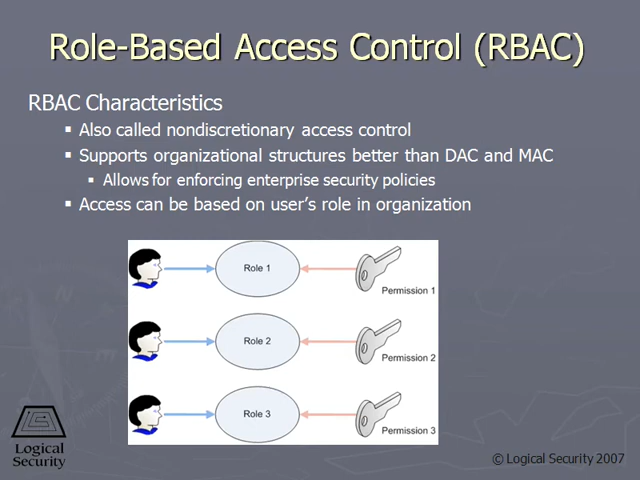 Role-Based Access Control (RBAC)
RBAC Characteristics
▪ Also called nondiscretionary access control
▪ Supports organizational structures better than DAC and MAC
▪ Allows for enforcing enterprise security policies
▪ Access can be based on user's role in organization
Role 1
Permission 1
Role 2
Permission 2
Role 3
Permission 3
Logical
Security
© Logical Security 2007